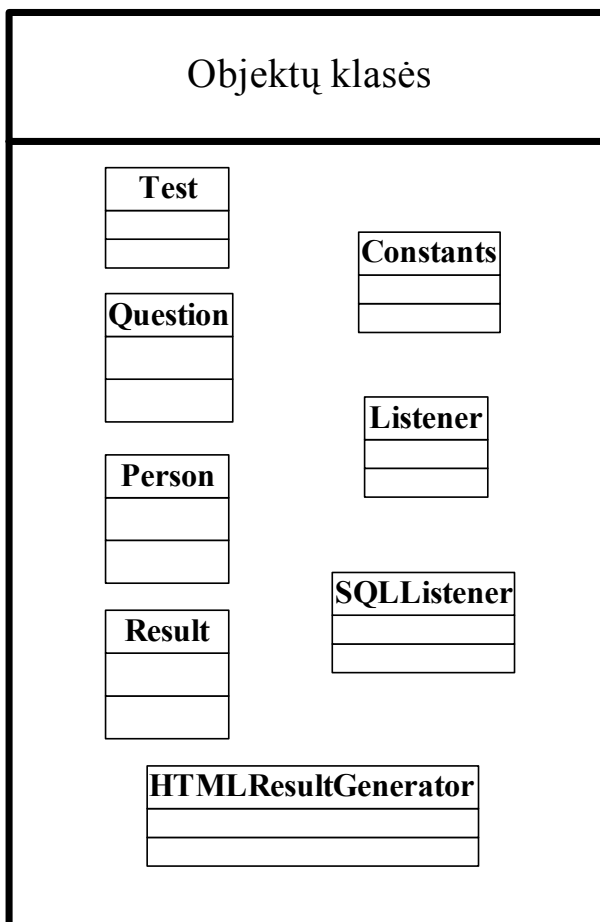 Objektų klasės
Test
Constants
Question
Listener
Person
SQLListener
Result
HTMLResultGenerator